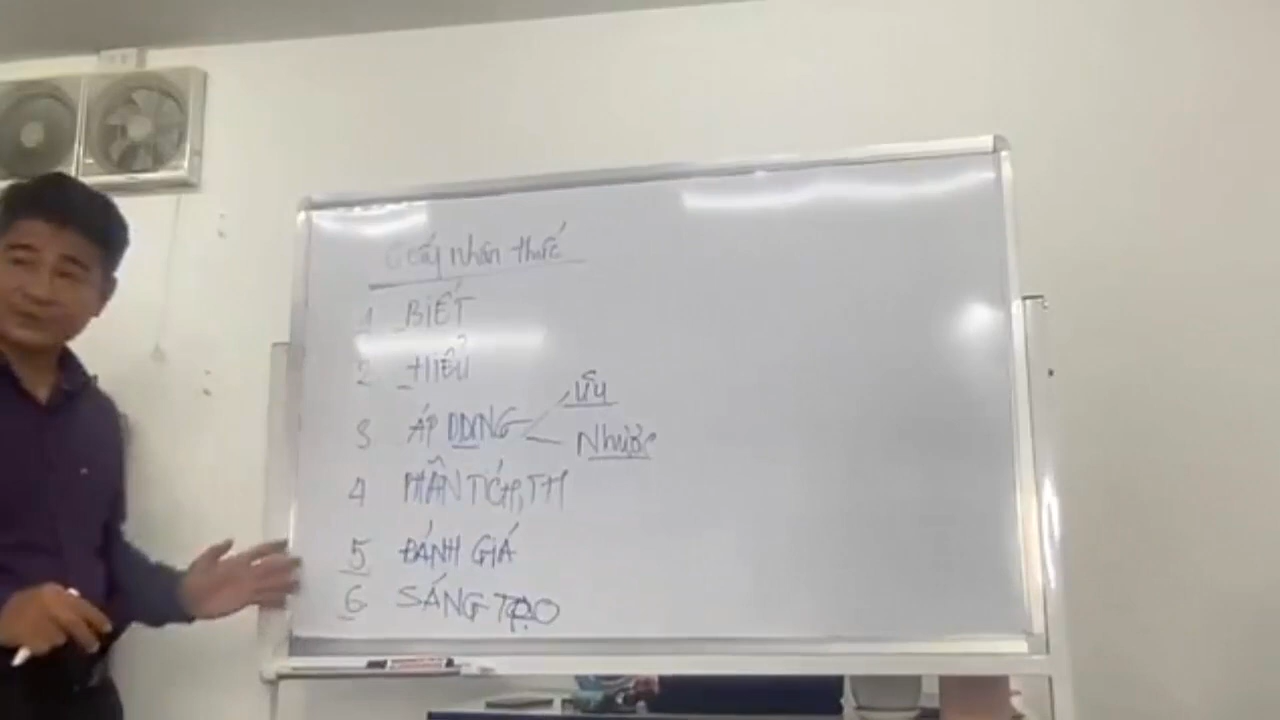 6 cấp nhân thức
1 BIẾT
2 HIỂU
3 ÁP DỤNG
Ưu
Nhược
4 PHÂN TÍCH, TH
5 ĐÁNH GIÁ
6 SÁNG TẠO